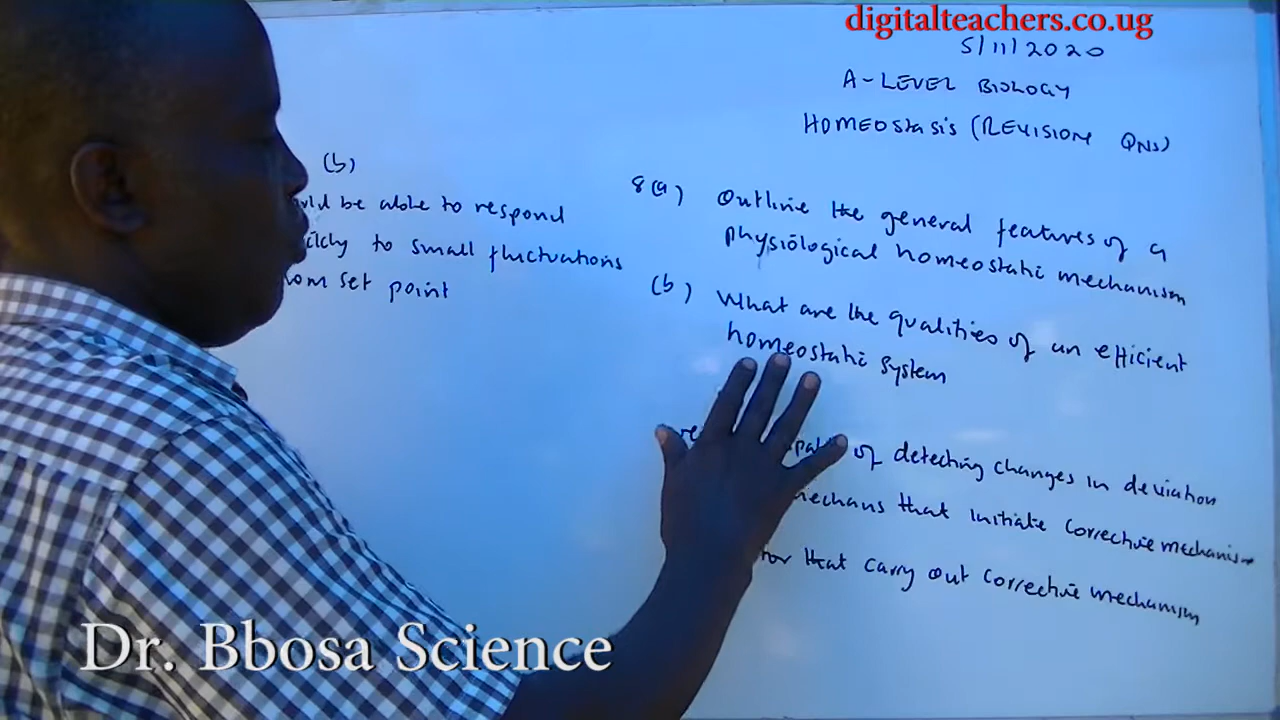 digitalteachers.co.ug
5/11/2020
A-LEVEL BIOLOGY
HOMEOSTASIS (REVISION QNS)
(b)
be able to respond
to small fluctuations
set point
8(a) Outline the general features of a
physiological homeostatic mechanism
(b) What are the qualities of an efficient
homeostatic system
of detecting changes in deviation
that initiate corrective mechanism
that carry out corrective mechanism
Dr. Bbosa Science